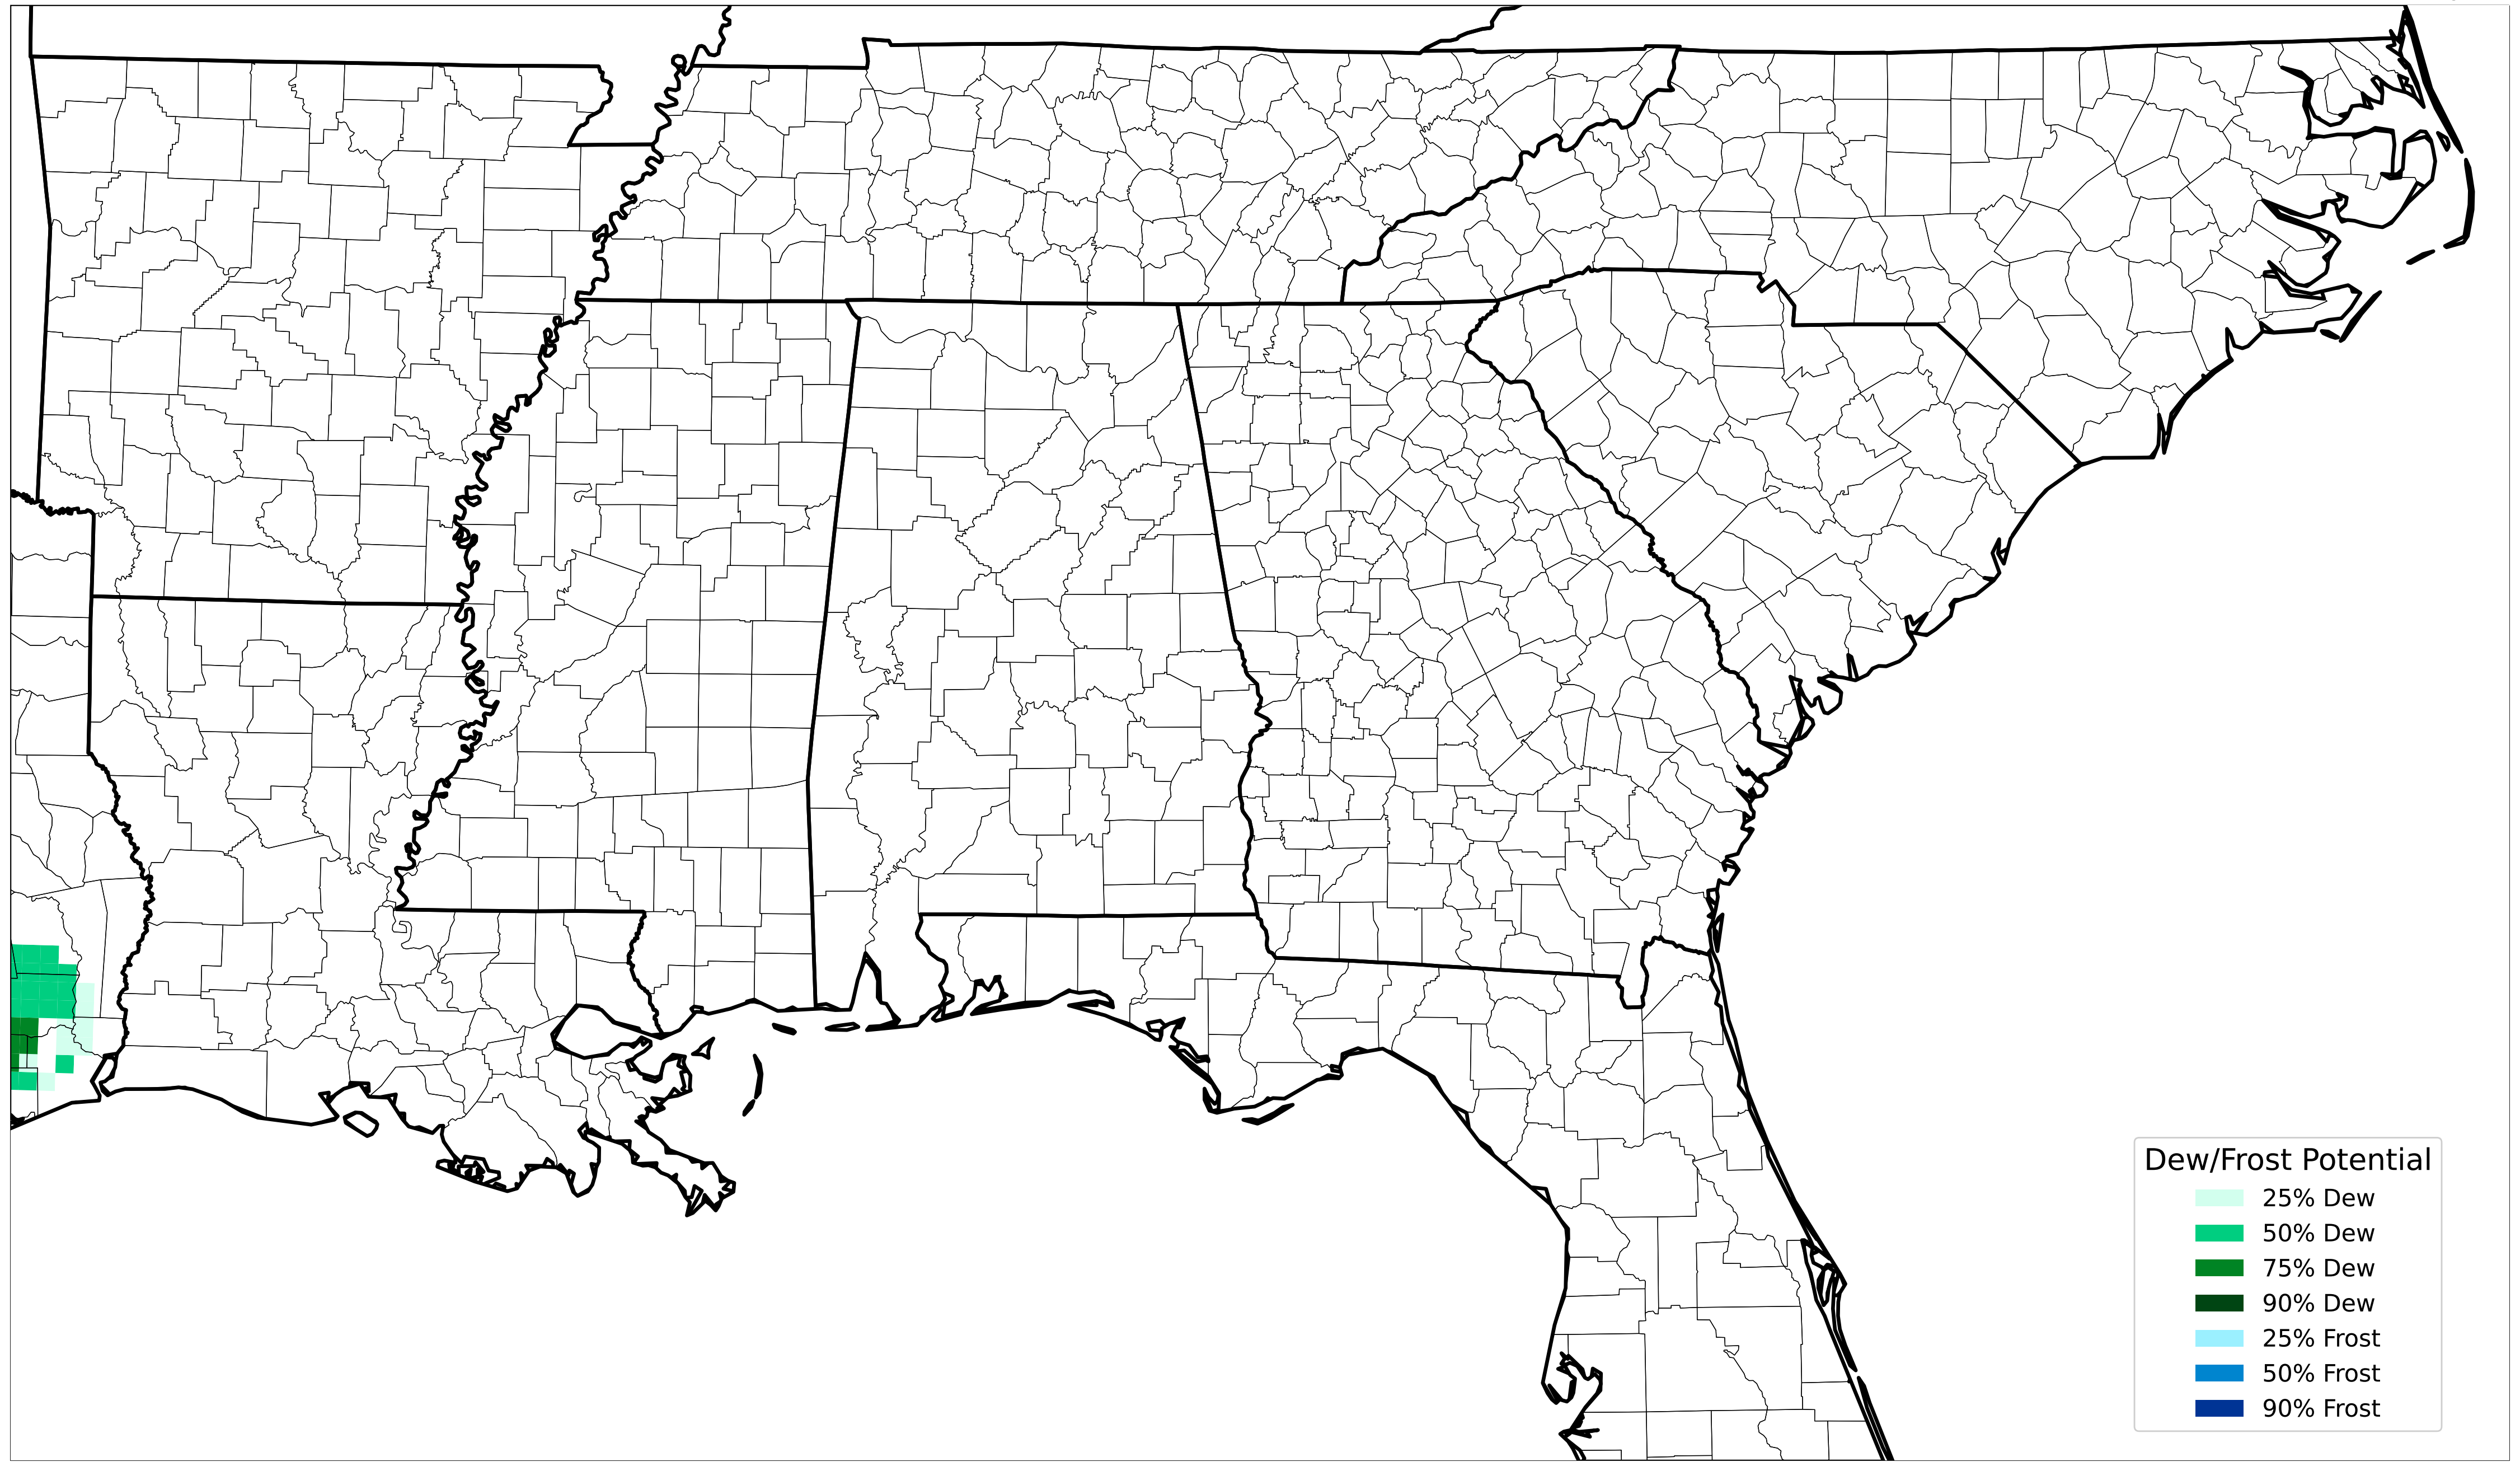 Dew/Frost Potential
25% Dew
50% Dew
75% Dew
90% Dew
25% Frost
50% Frost
90% Frost